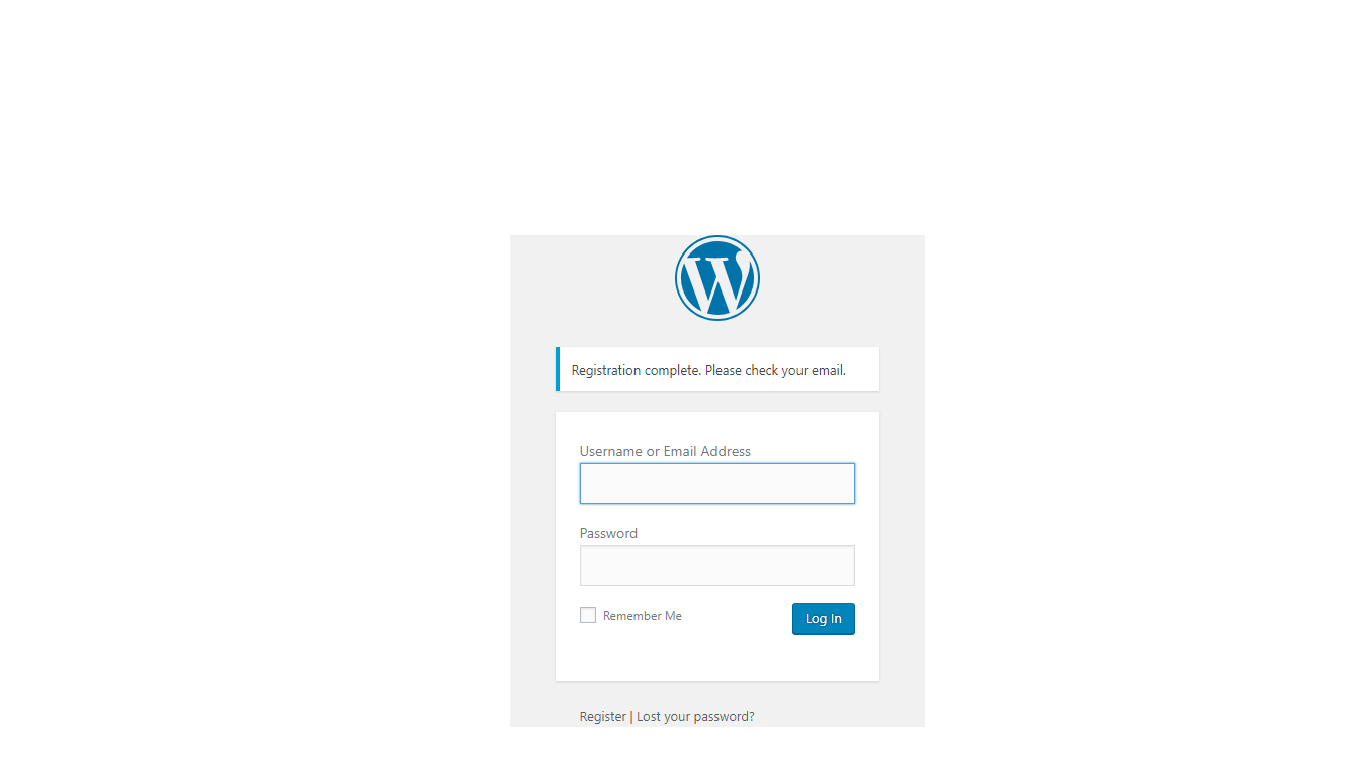 Registration complete. Please check your email.
Username or Email Address
Password
Remember Me
Log In
Register | Lost your password?